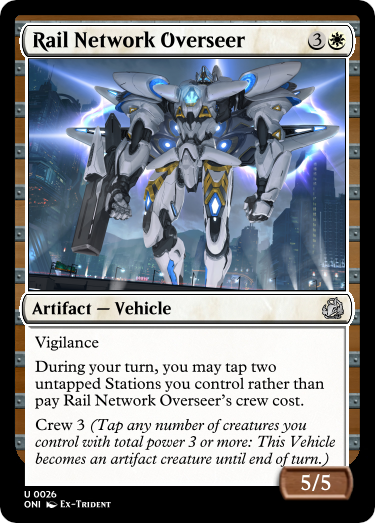 Rail Network Overseer 3
Artifact — Vehicle
Vigilance
During your turn, you may tap two
untapped Stations you control rather than
pay Rail Network Overseer's crew cost.
Crew 3 (Tap any number of creatures you
control with total power 3 or more: This Vehicle
becomes an artifact creature until end of turn.)
5/5
U 0026
ONI Ex-Trident